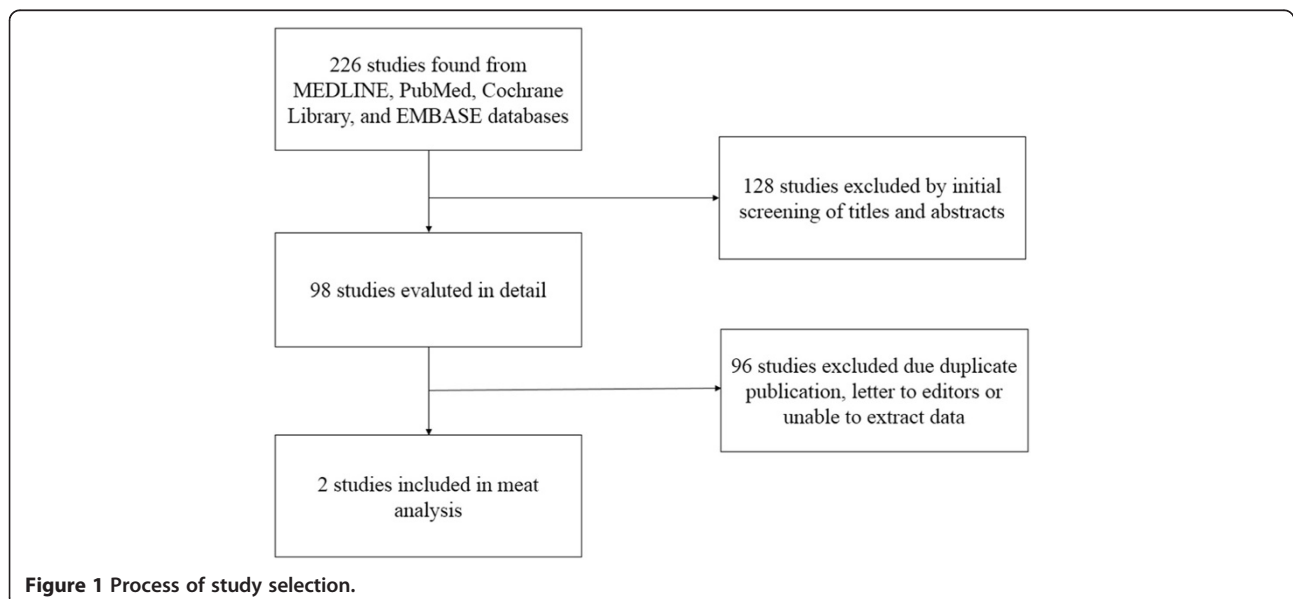 226 studies found from
MEDLINE, PubMed, Cochrane
Library, and EMBASE databases
128 studies excluded by initial
screening of titles and abstracts
98 studies evaluted in detail
96 studies excluded due duplicate
publication, letter to editors or
unable to extract data
2 studies included in meat
analysis
Figure 1 Process of study selection.